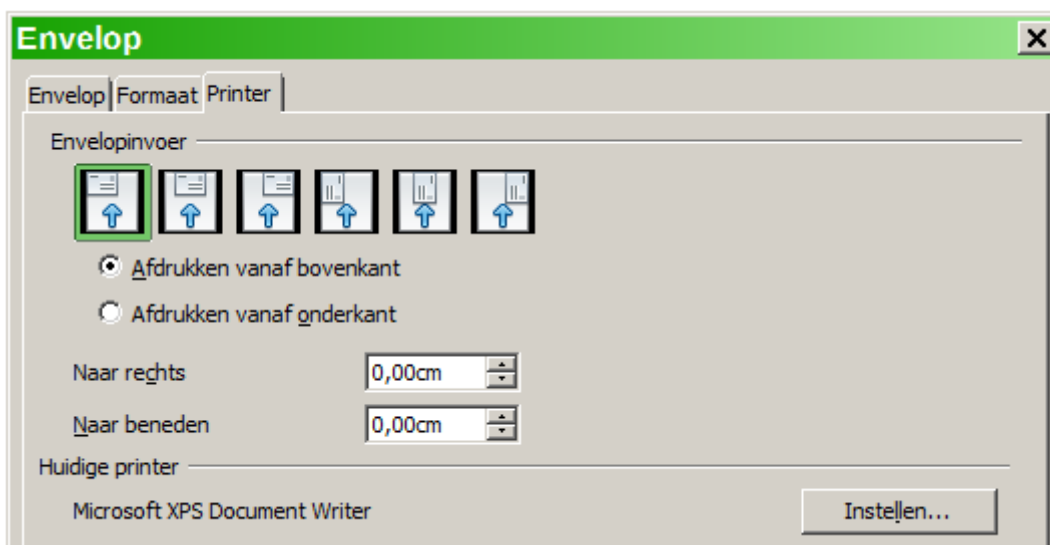 Envelop
Envelop Formaat Printer
Envelopinvoer
Afdrukken vanaf bovenkant
Afdrukken vanaf onderkant
Naar rechts 0,00cm
Naar beneden 0,00cm
Huidige printer
Microsoft XPS Document Writer Instellen...